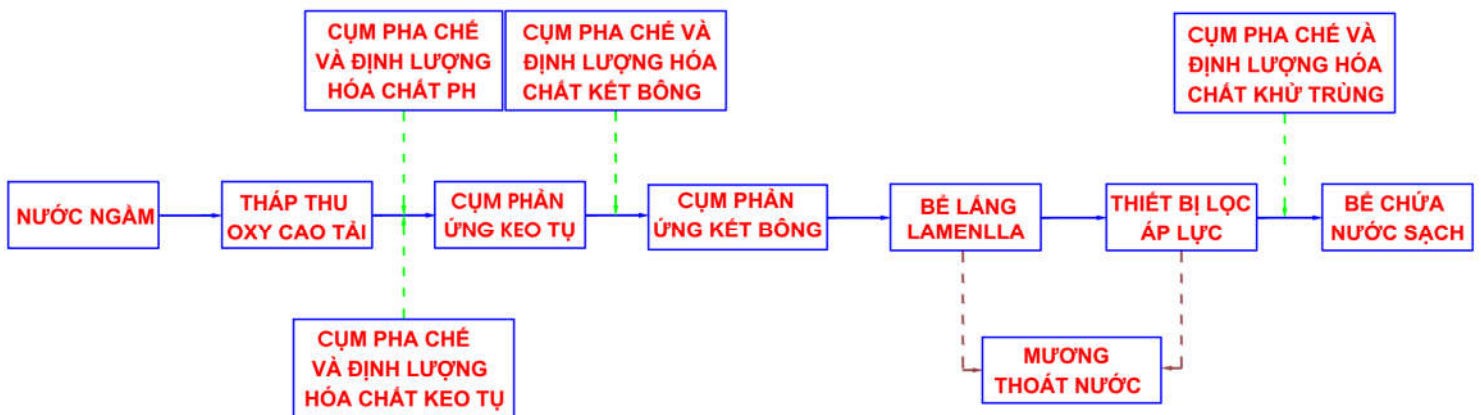 CỤM PHA CHẾ
VÀ ĐỊNH LƯỢNG
HÓA CHẤT PH
CỤM PHA CHẾ VÀ
ĐỊNH LƯỢNG HÓA
CHẤT KẾT BÔNG
CỤM PHA CHẾ VÀ
ĐỊNH LƯỢNG HÓA
CHẤT KHỬ TRÙNG
NƯỚC NGẦM
THÁP THU
OXY CAO TẢI
CỤM PHẢN
ỨNG KEO TỤ
CỤM PHẢN
ỨNG KẾT BÔNG
BỂ LẮNG
LAMENLLA
THIẾT BỊ LỌC
ÁP LỰC
BỂ CHỨA
NƯỚC SẠCH
CỤM PHA CHẾ
VÀ ĐỊNH LƯỢNG
HÓA CHẤT KEO TỤ
MƯƠNG
THOÁT NƯỚC